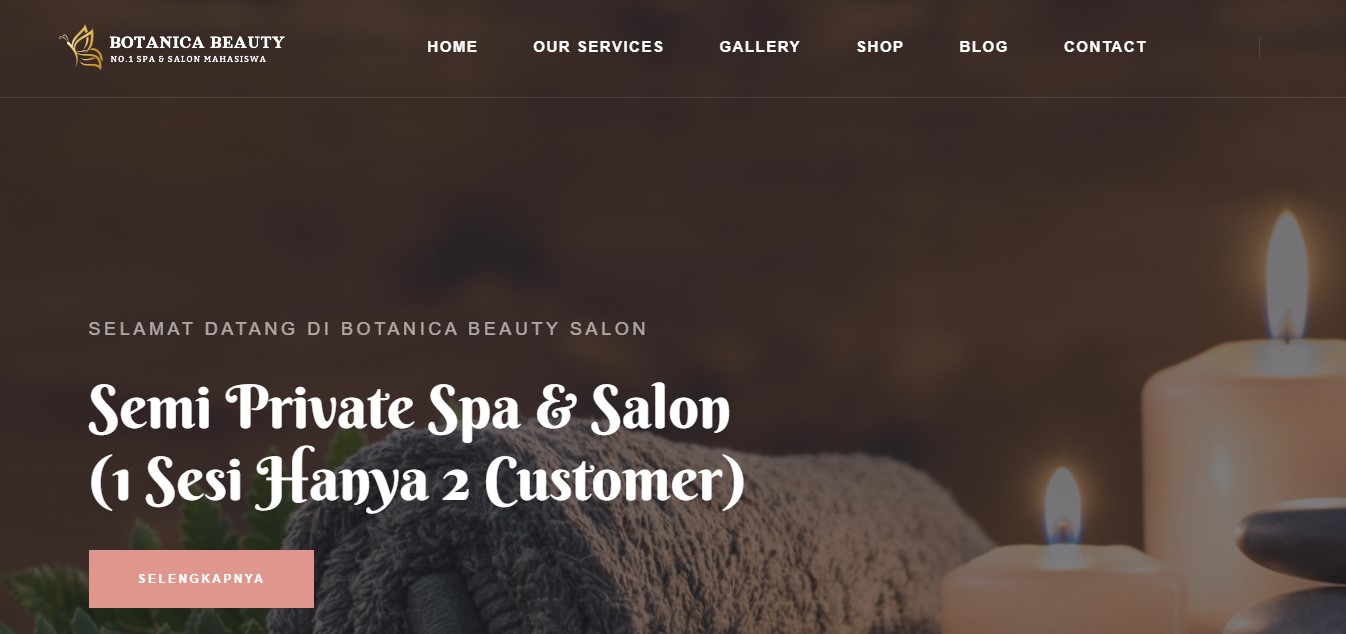 BOTANICA BEAUTY
NO.1 SPA & SALON MAHASISWA
HOME
OUR SERVICES
GALLERY
SHOP
BLOG
CONTACT
SELAMAT DATANG DI BOTANICA BEAUTY SALON
Semi Private Spa & Salon
(1 Sesi Hanya 2 Customer)
SELENGKAPNYA